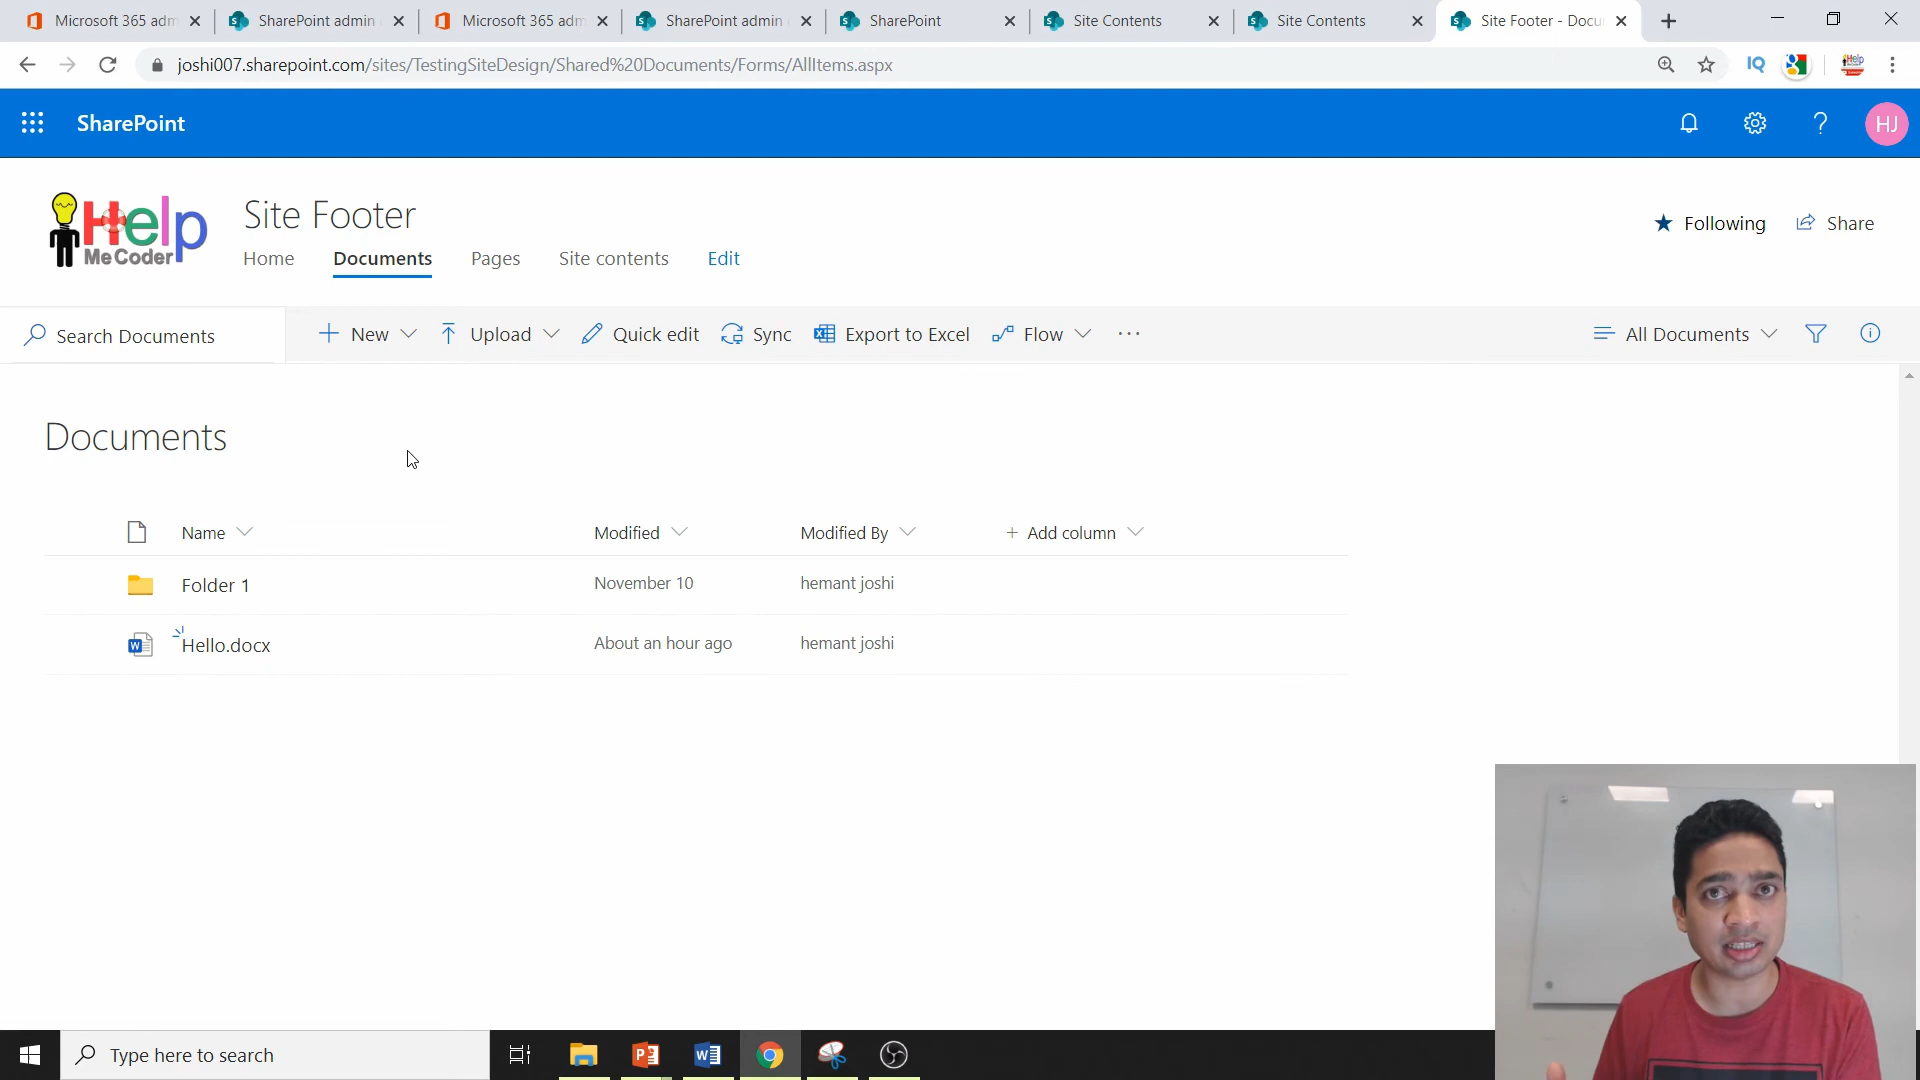 Microsoft 365 adm
SharePoint admin
Microsoft 365 adm
SharePoint admin
SharePoint
Site Contents
Site Contents
Site Footer - Docu
joshi007.sharepoint.com/sites/TestingSiteDesign/Shared%20Documents/Forms/AllItems.aspx
IQ
SharePoint
HJ
Help
MeCoder
Site Footer
Following
Share
Home
Documents
Pages
Site contents
Edit
Search Documents
New
Upload
Quick edit
Sync
Export to Excel
Flow
All Documents
Documents
Name
Modified
Modified By
+ Add column
Folder 1
November 10
hemant joshi
Hello.docx
About an hour ago
hemant joshi
Type here to search